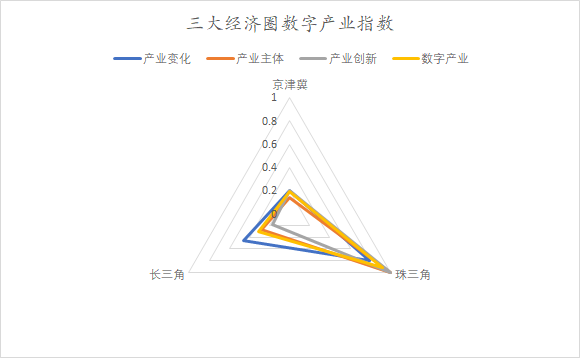 三大经济圈数字产业指数
产业变化 产业主体 产业创新 数字产业
京津冀
1
0.8
0.6
0.4
0.2
0
长三角
珠三角